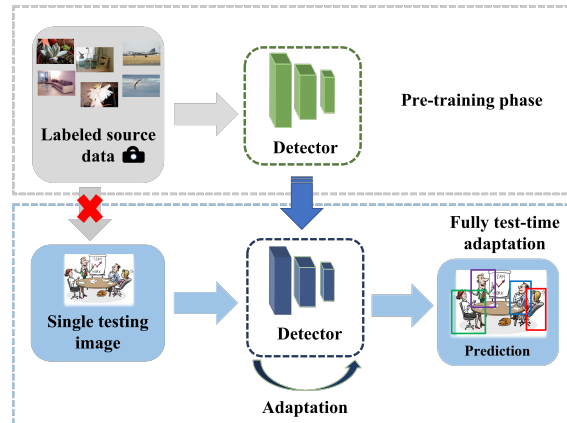 Labeled source
data
Detector
Pre-training phase
Fully test-time
adaptation
Single testing
image
Detector
Prediction
Adaptation